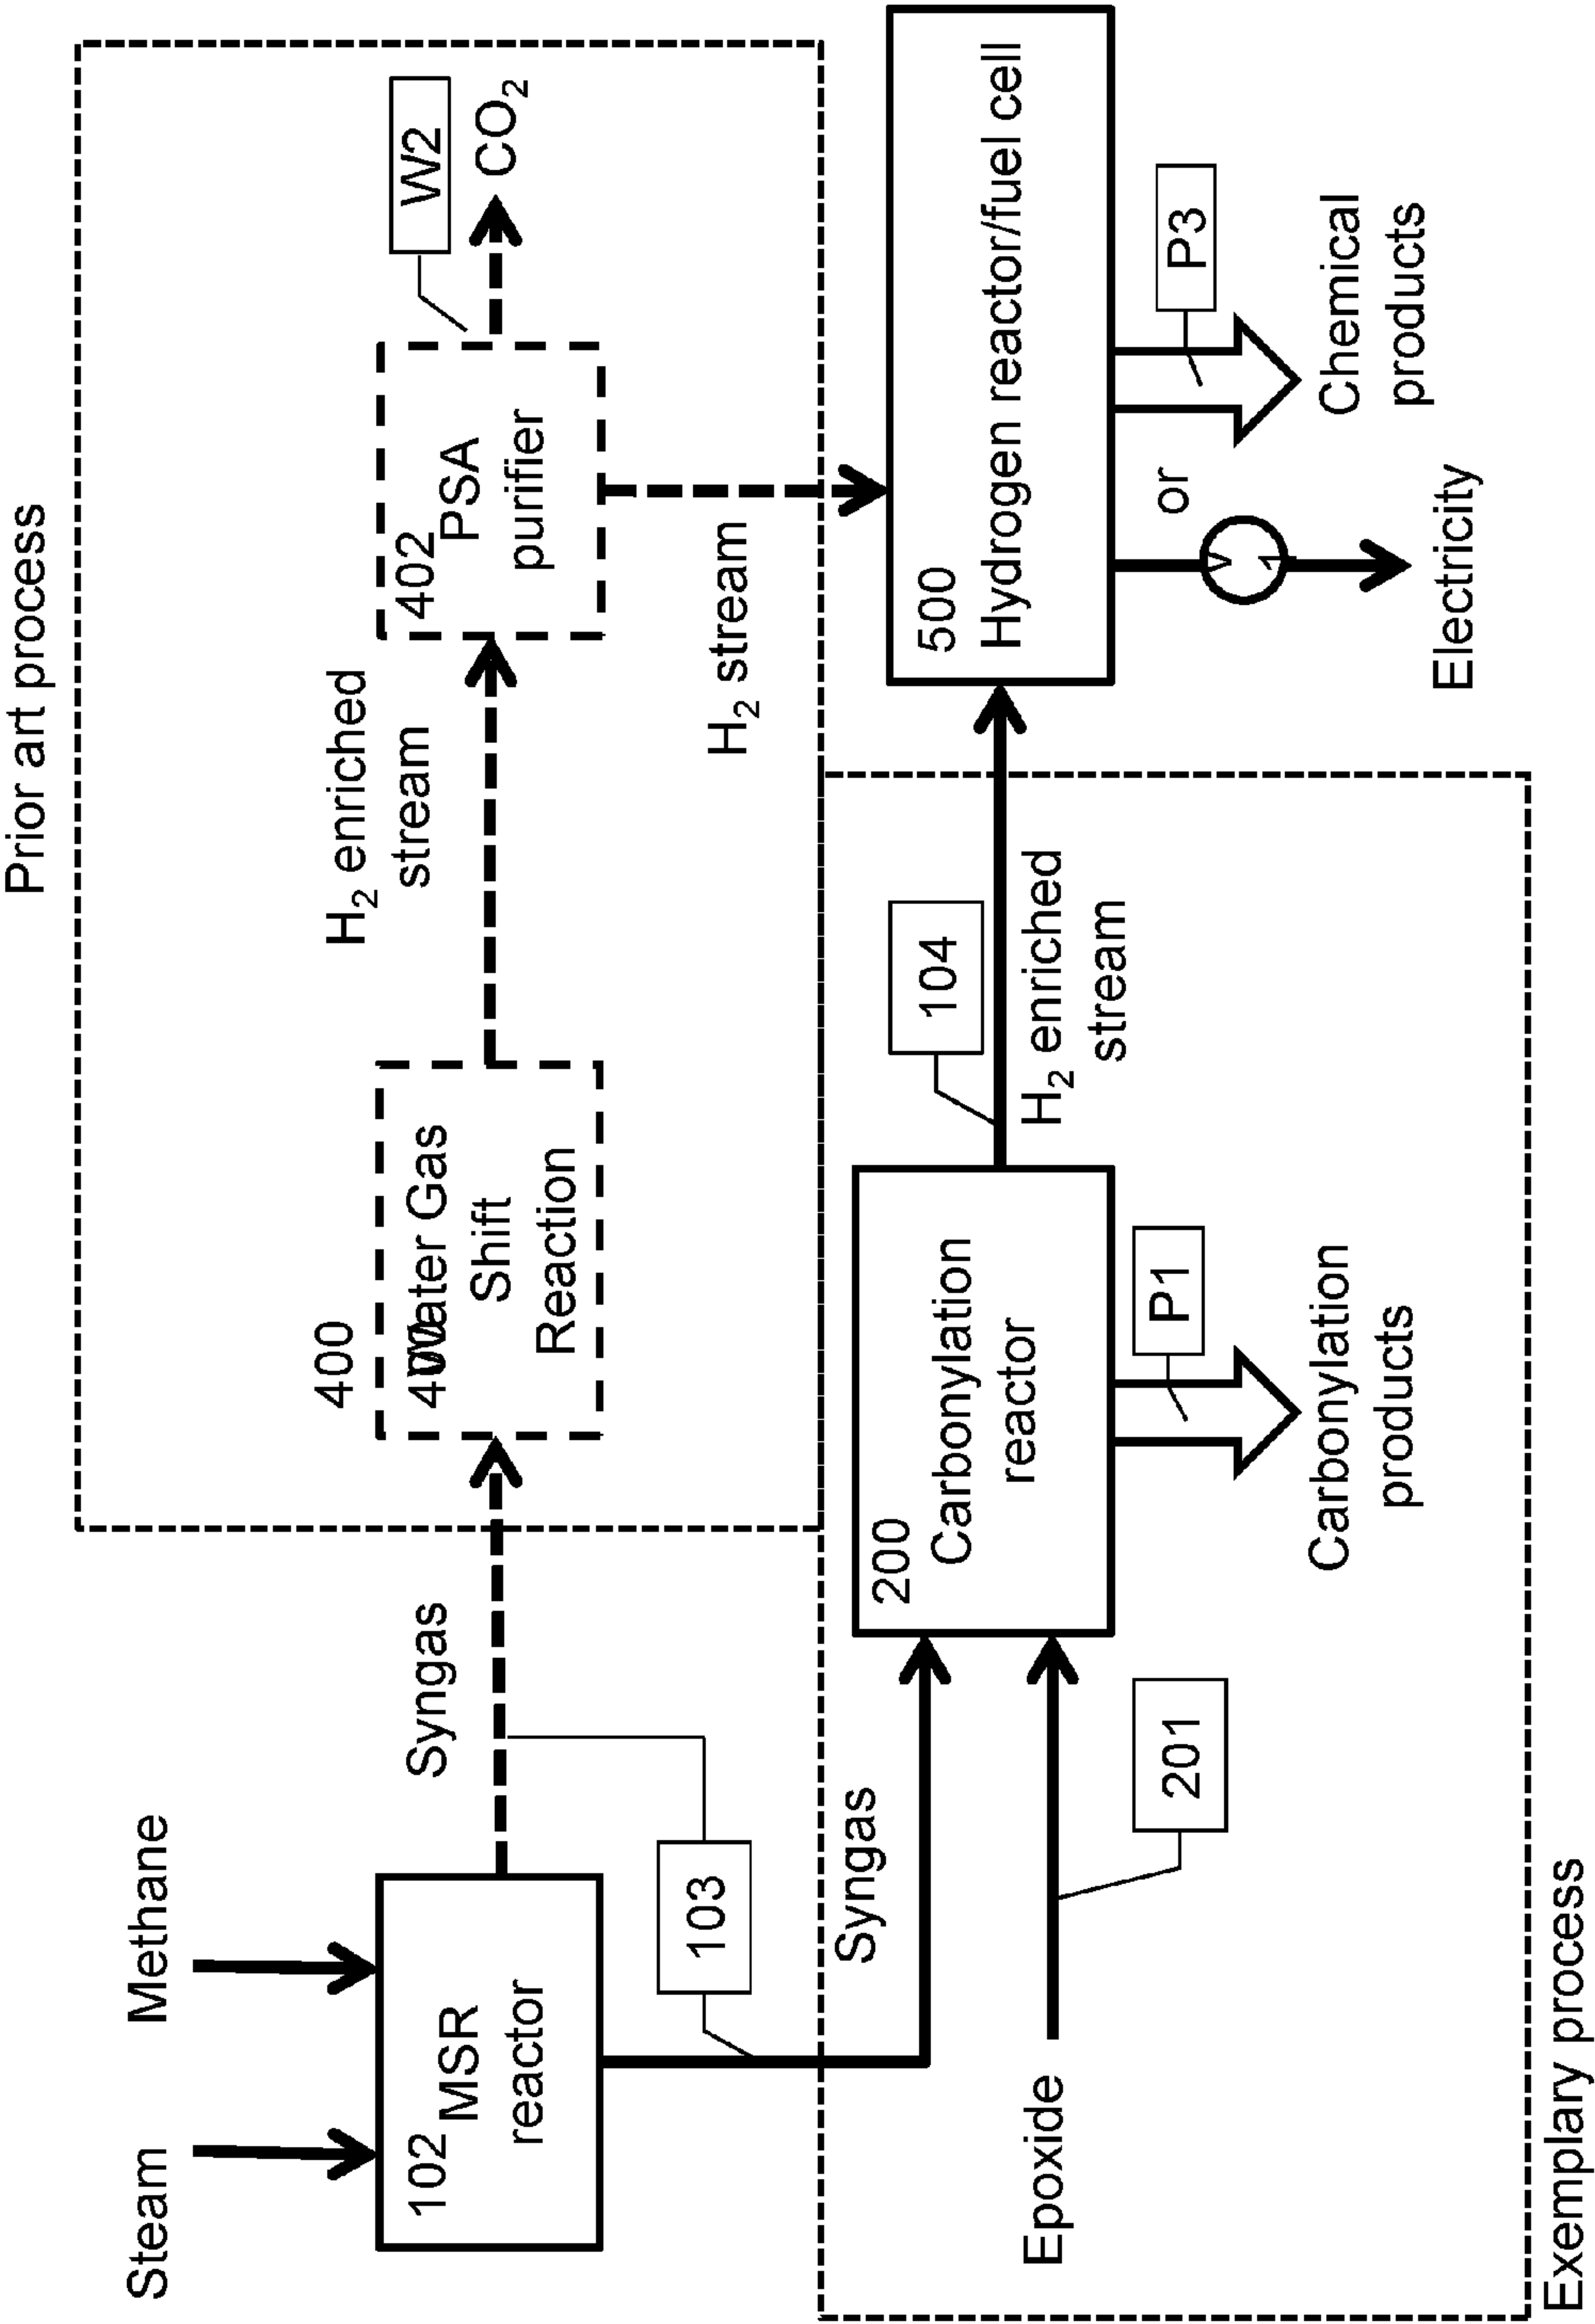 Prior art process
Steam
Methane
102
MSR
reactor
Syngas
103
400
400
Water Gas
Shift
Reaction
H2 enriched
stream
402
PSA
purifier
W2
CO2
H2 stream
Syngas
Epoxide
201
200
Carbonylation
reactor
P1
Carbonylation
products
104
H2 enriched
stream
500
Hydrogen reactor/fuel cell
or
P3
Electricity
Chemical
products
Exemplary process